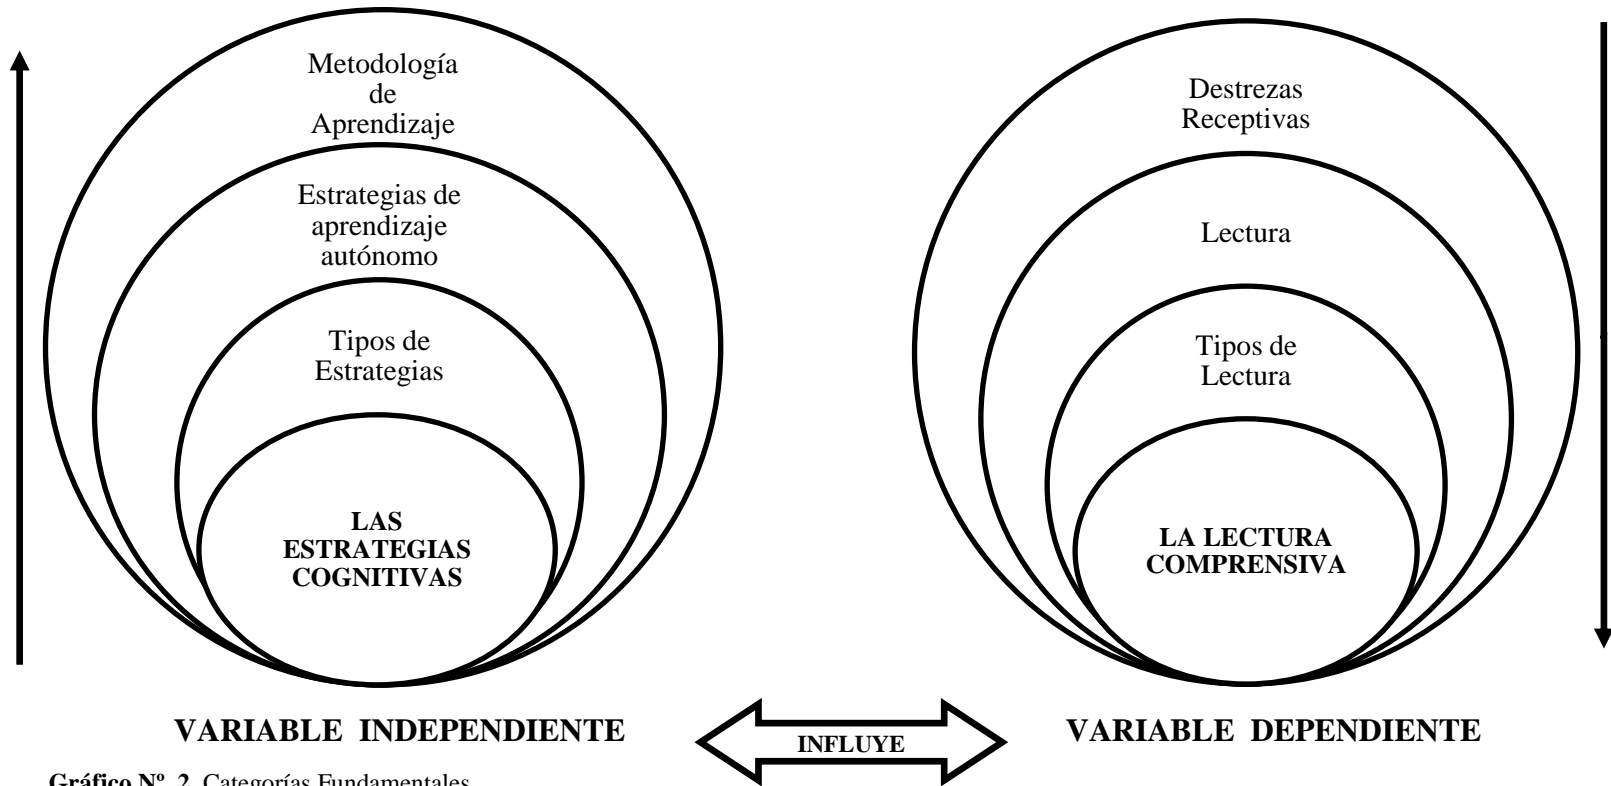 Metodología
de
Aprendizaje
Estrategias de
aprendizaje
autónomo
Tipos de
Estrategias
LAS
ESTRATEGIAS
COGNITIVAS
Destrezas
Receptivas
Lectura
Tipos de
Lectura
LA LECTURA
COMPRENSIVA
VARIABLE INDEPENDIENTE
INFLUYE
VARIABLE DEPENDIENTE
Gráfico Nº 2. Categorías Fundamentales